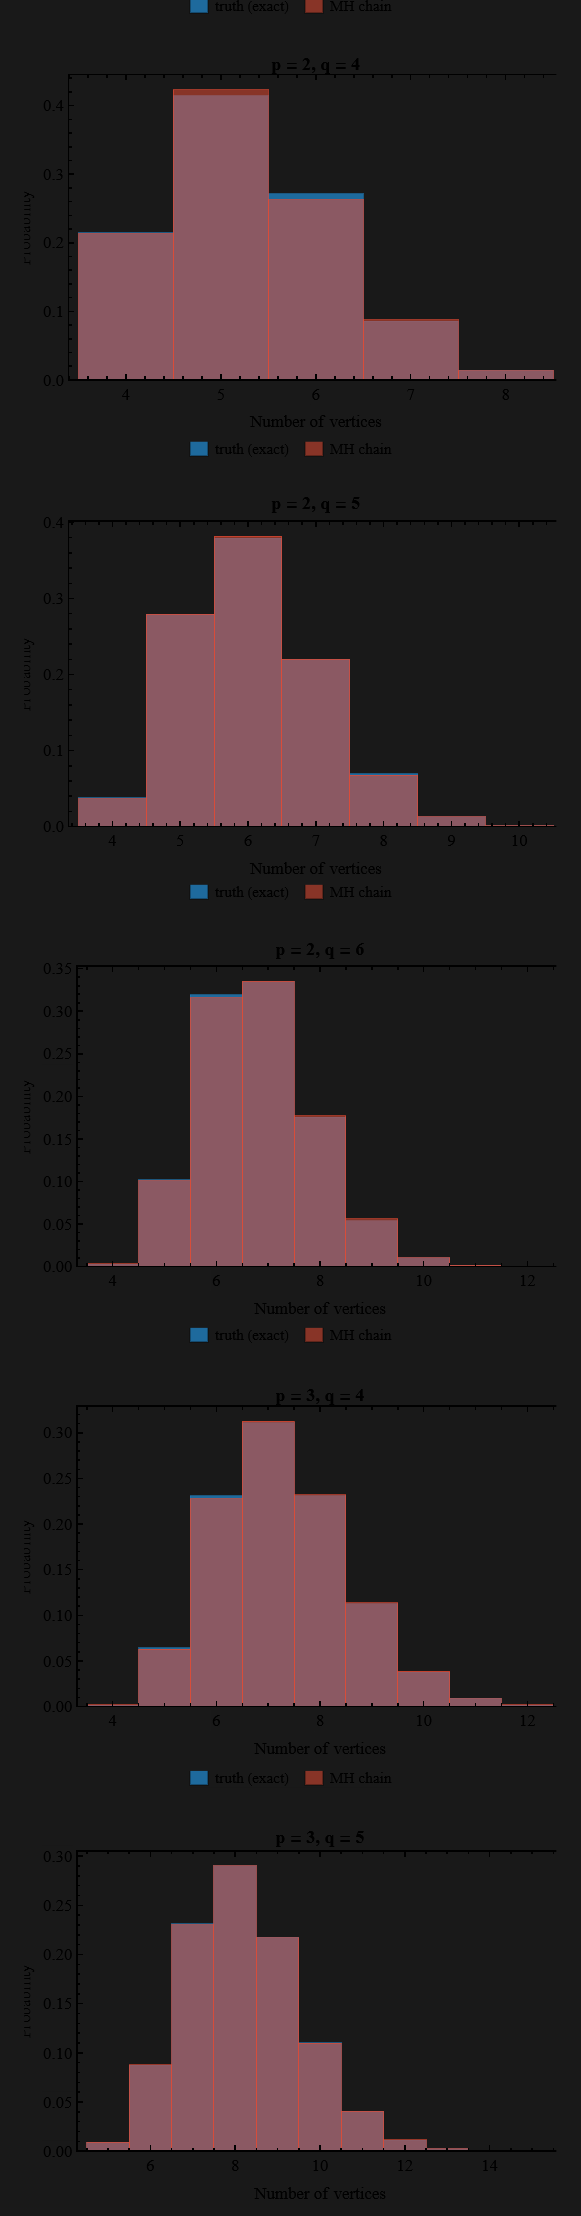 truth (exact) MH chain
p = 2, q = 4
0.4
0.3
0.2
0.1
0.0
Probability
4 5 6 7 8
Number of vertices
truth (exact) MH chain
p = 2, q = 5
0.4
0.3
0.2
0.1
0.0
Probability
4 5 6 7 8 9 10
Number of vertices
truth (exact) MH chain
p = 2, q = 6
0.35
0.30
0.25
0.20
0.15
0.10
0.05
0.00
Probability
4 6 8 10 12
Number of vertices
truth (exact) MH chain
p = 3, q = 4
0.30
0.25
0.20
0.15
0.10
0.05
0.00
Probability
4 6 8 10 12
Number of vertices
truth (exact) MH chain
p = 3, q = 5
0.30
0.25
0.20
0.15
0.10
0.05
0.00
Probability
6 8 10 12 14
Number of vertices